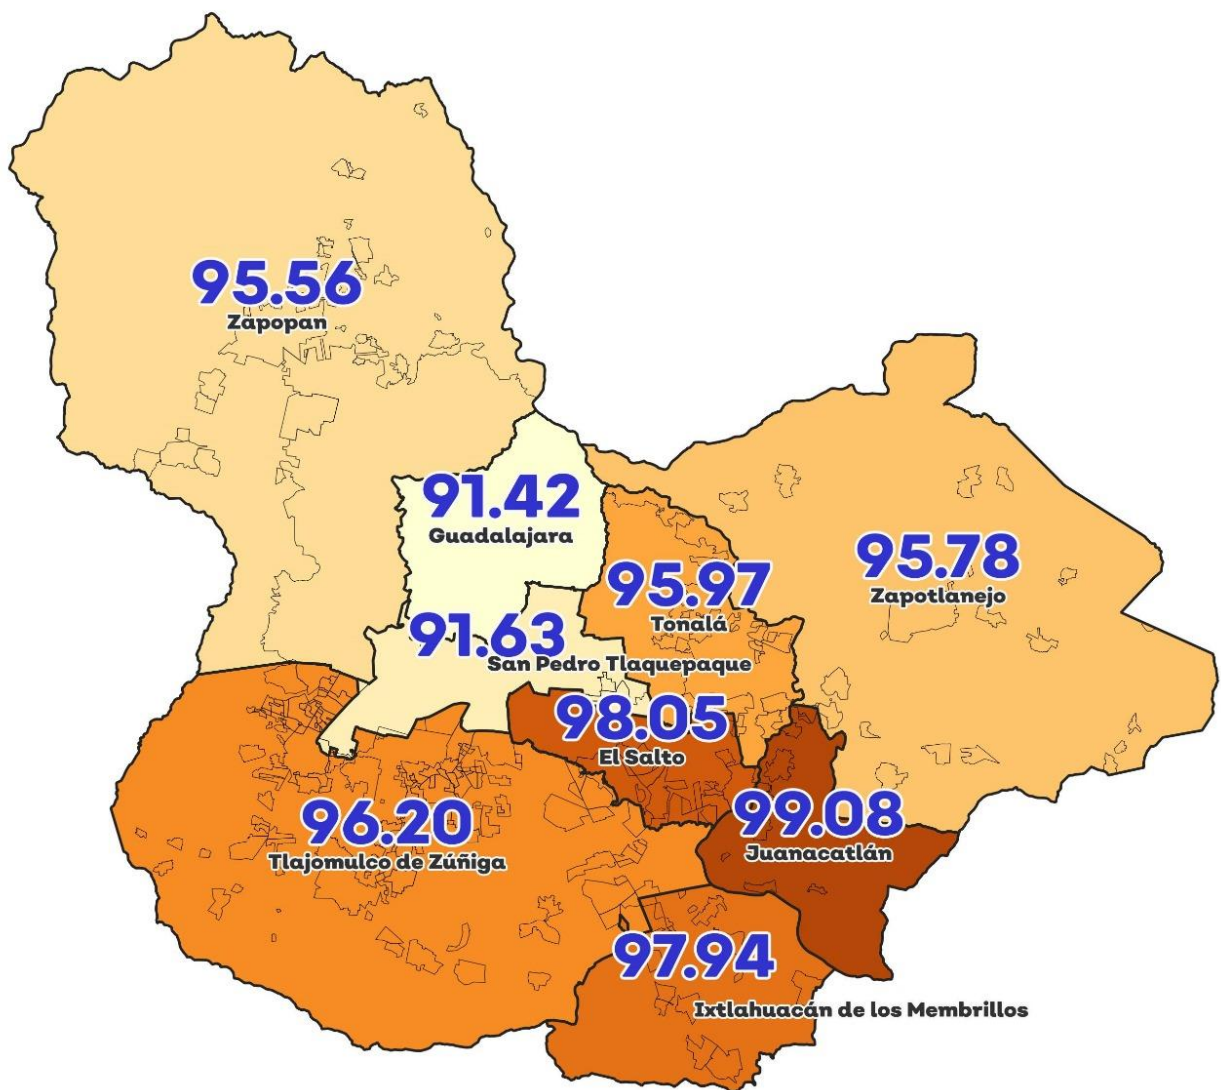 95.56
Zapopan
91.42
Guadalajara
95.78
Zapotlanejo
95.97
Tonalá
91.63
San Pedro Tlaquepaque
98.05
El Salto
96.20
Tlajomulco de Zúñiga
99.08
Juanacatlán
97.94
Ixtlahuacán de los Membrillos